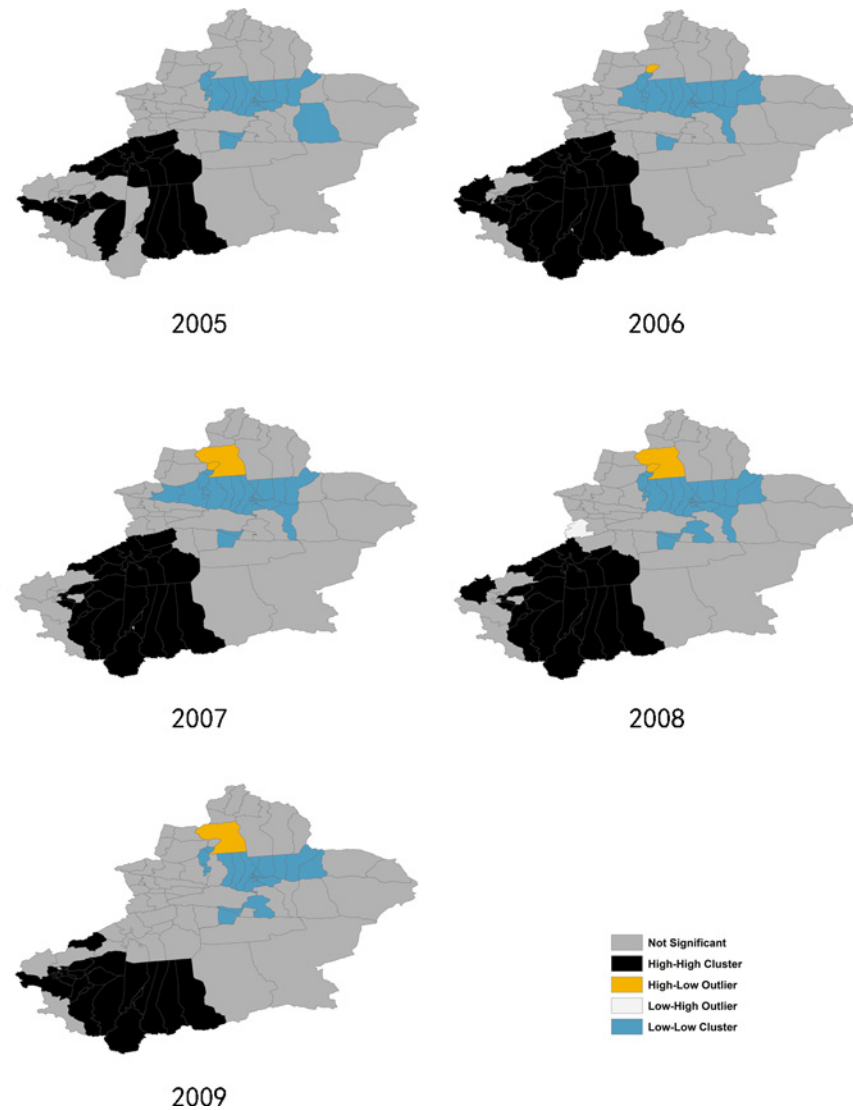 2005
2006
2007
2008
2009
Not Significant
High-High Cluster
High-Low Outlier
Low-High Outlier
Low-Low Cluster